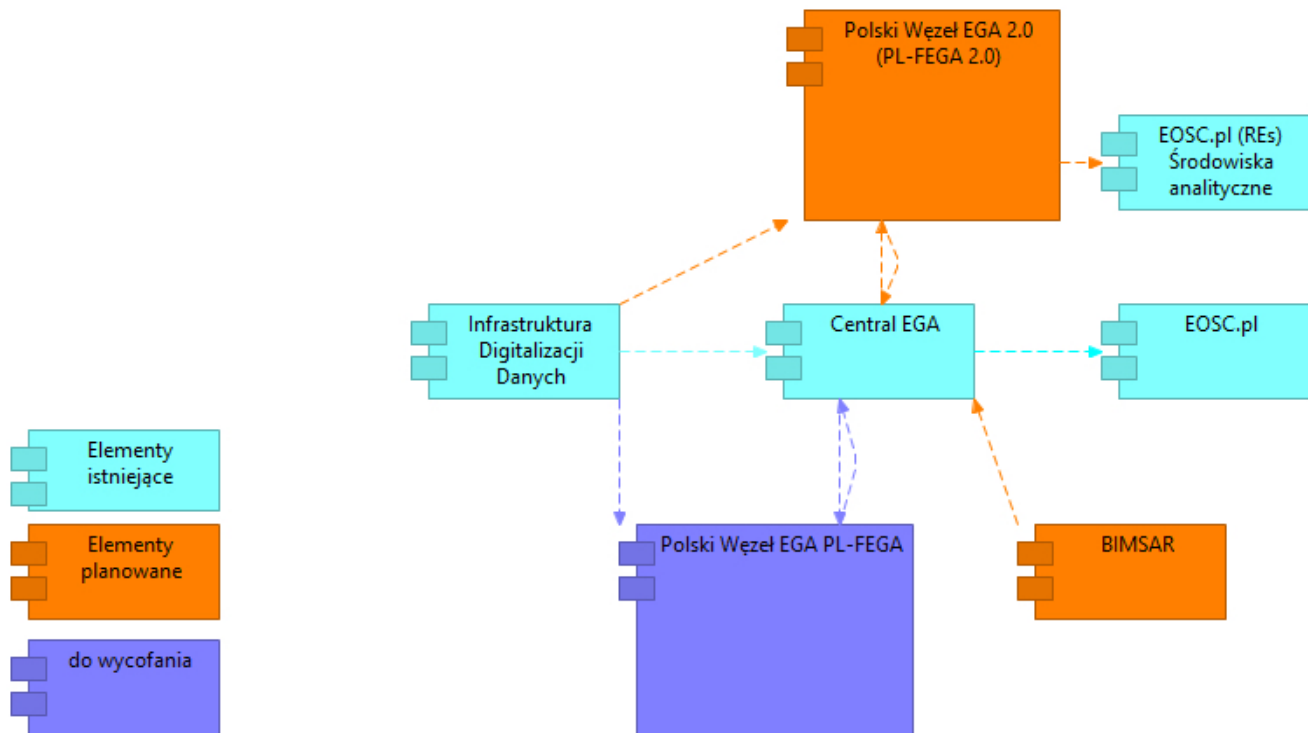 Polski Węzeł EGA 2.0
(PL-FEGA 2.0)
EOSC.pl (REs)
Środowiska
analityczne
Infrastruktura
Digitalizacji
Danych
Central EGA
EOSC.pl
Elementy
istniejące
Elementy
planowane
do wycofania
Polski Węzeł EGA PL-FEGA
BIMSAR